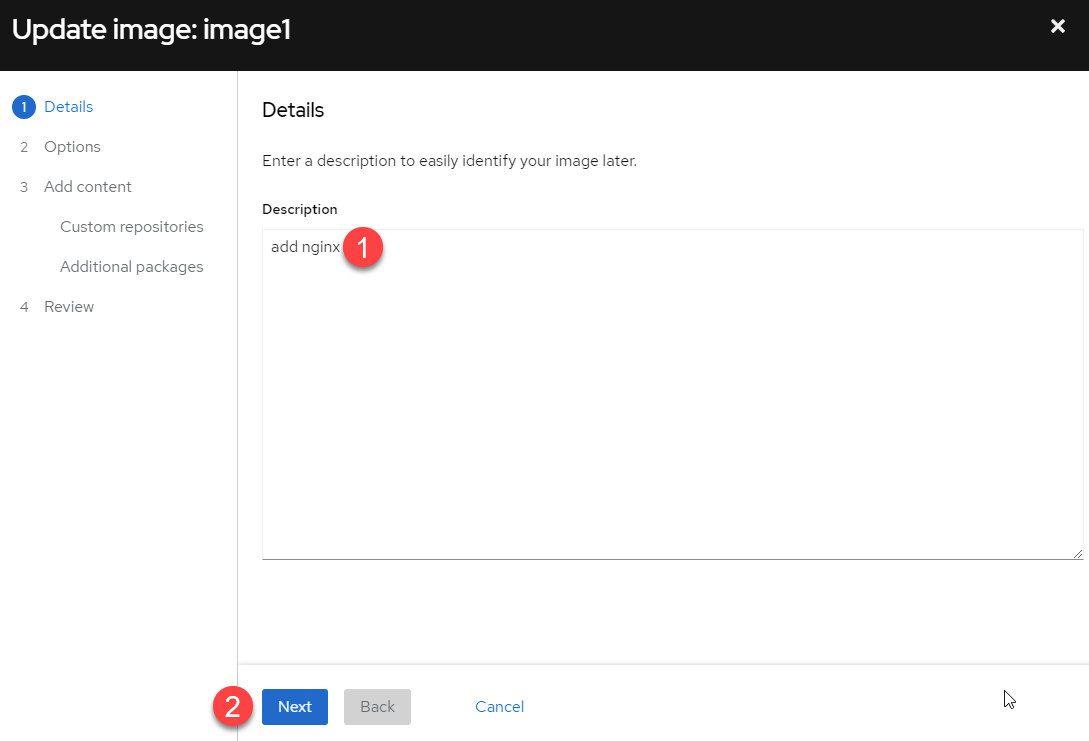 Update image: image1
1 Details
2 Options
3 Add content
Custom repositories
Additional packages
4 Review
Details
Enter a description to easily identify your image later.
Description
add nginx 1
2 Next Back Cancel